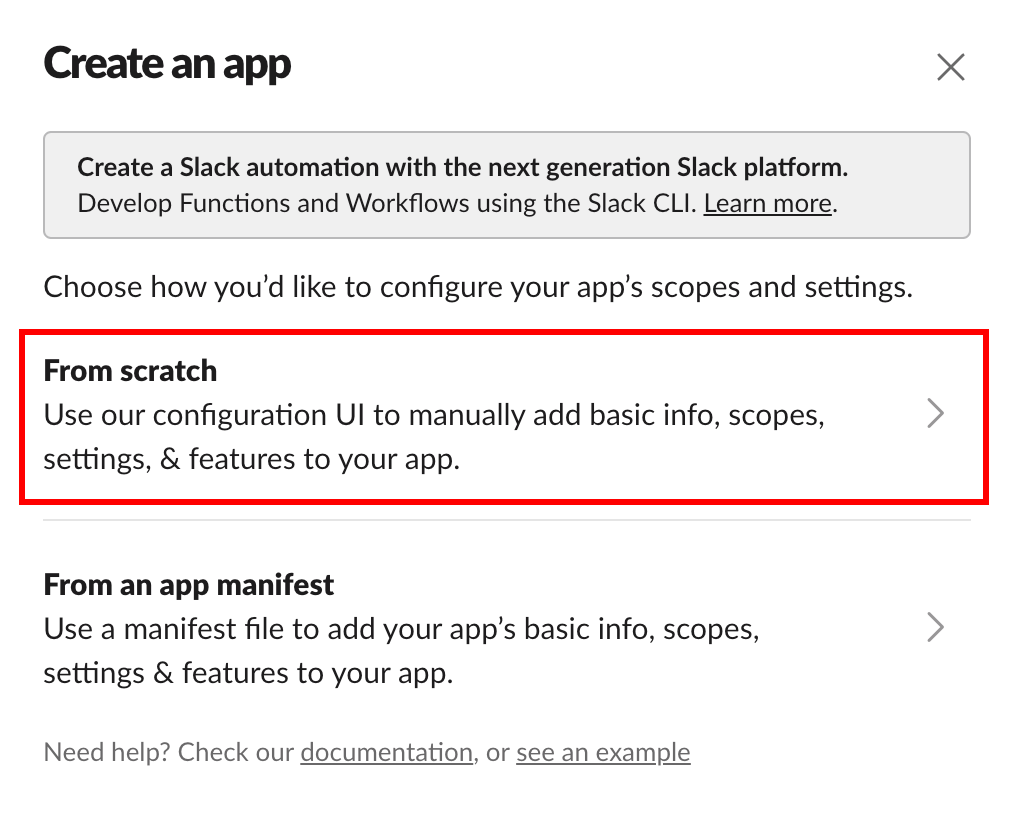 Create an app
Create a Slack automation with the next generation Slack platform.
Develop Functions and Workflows using the Slack CLI. Learn more.
Choose how you’d like to configure your app’s scopes and settings.
From scratch
Use our configuration UI to manually add basic info, scopes,
settings, & features to your app.
From an app manifest
Use a manifest file to add your app’s basic info, scopes,
settings & features to your app.
Need help? Check our documentation, or see an example